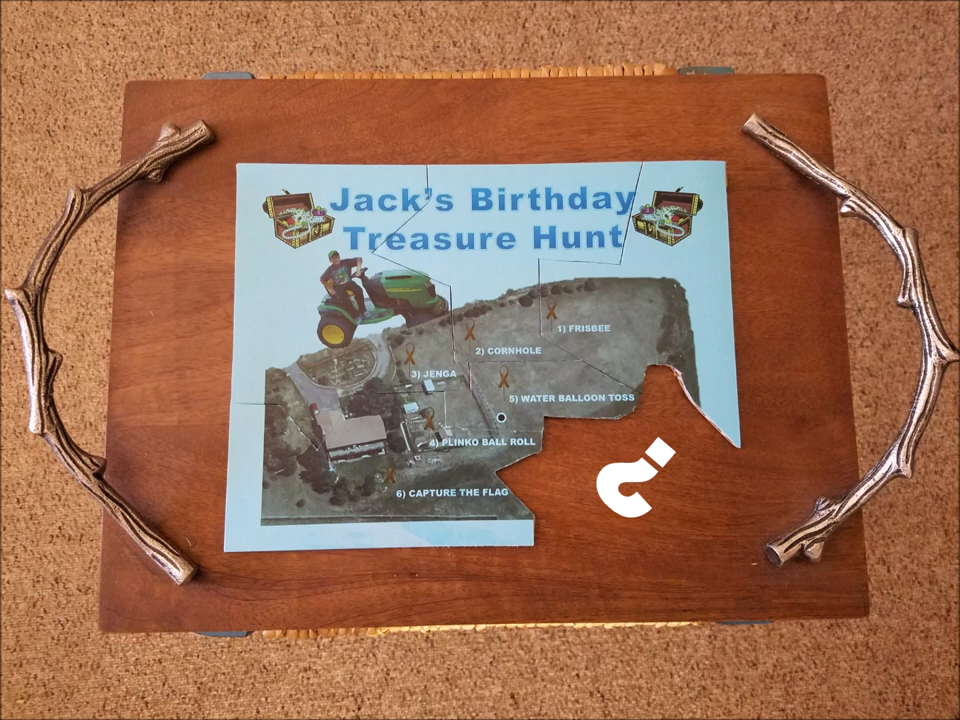 Jack's Birthday
Treasure Hunt
1) FRISBEE
2) CORNHOLE
3) JENGA
5) WATER BALLOON TOSS
4) PLINKO BALL ROLL
6) CAPTURE THE FLAG
?